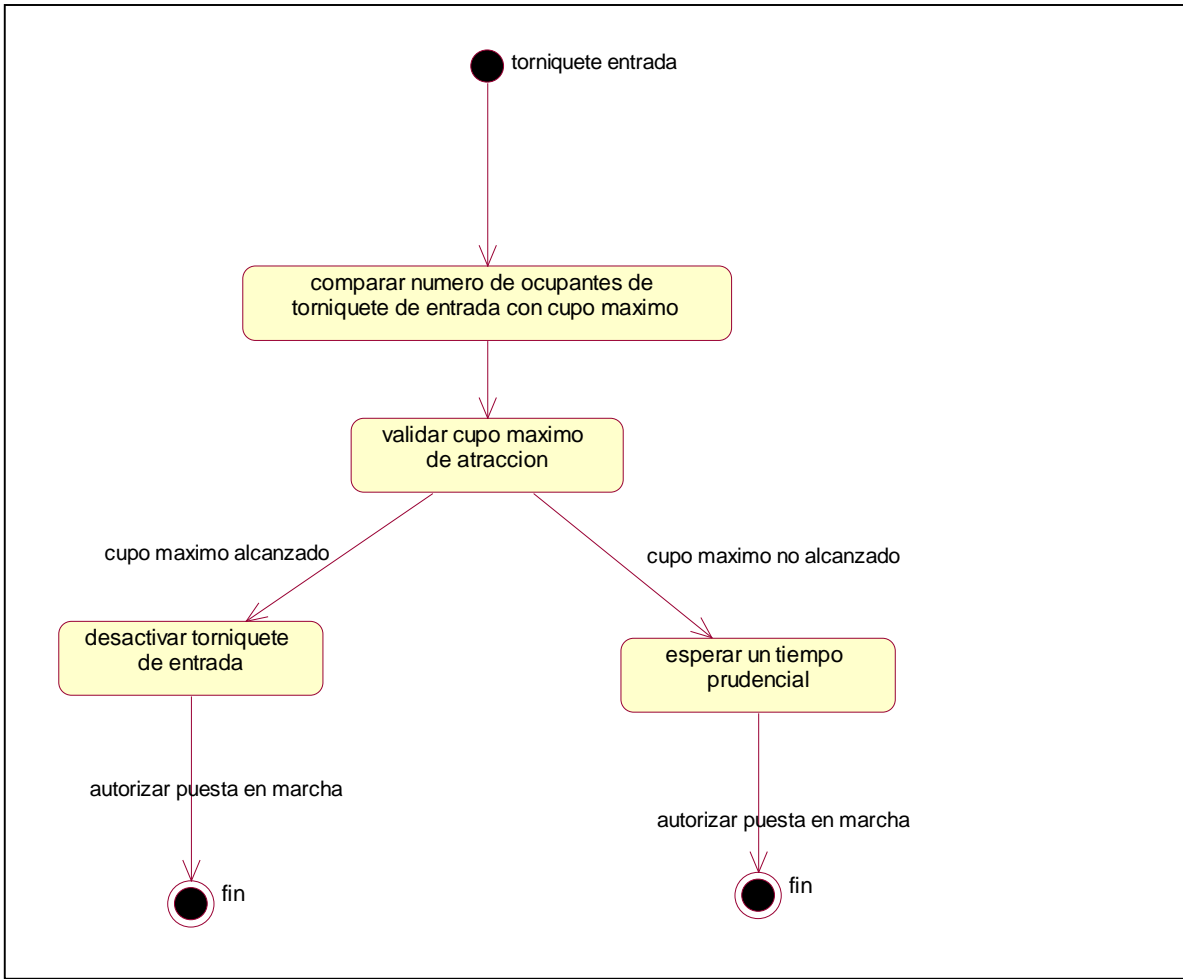 torniquete entrada
comparar numero de ocupantes de
torniquete de entrada con cupo maximo
validar cupo maximo
de atraccion
cupo maximo alcanzado
cupo maximo no alcanzado
desactivar torniquete
de entrada
esperar un tiempo
prudencial
autorizar puesta en marcha
autorizar puesta en marcha
fin
fin